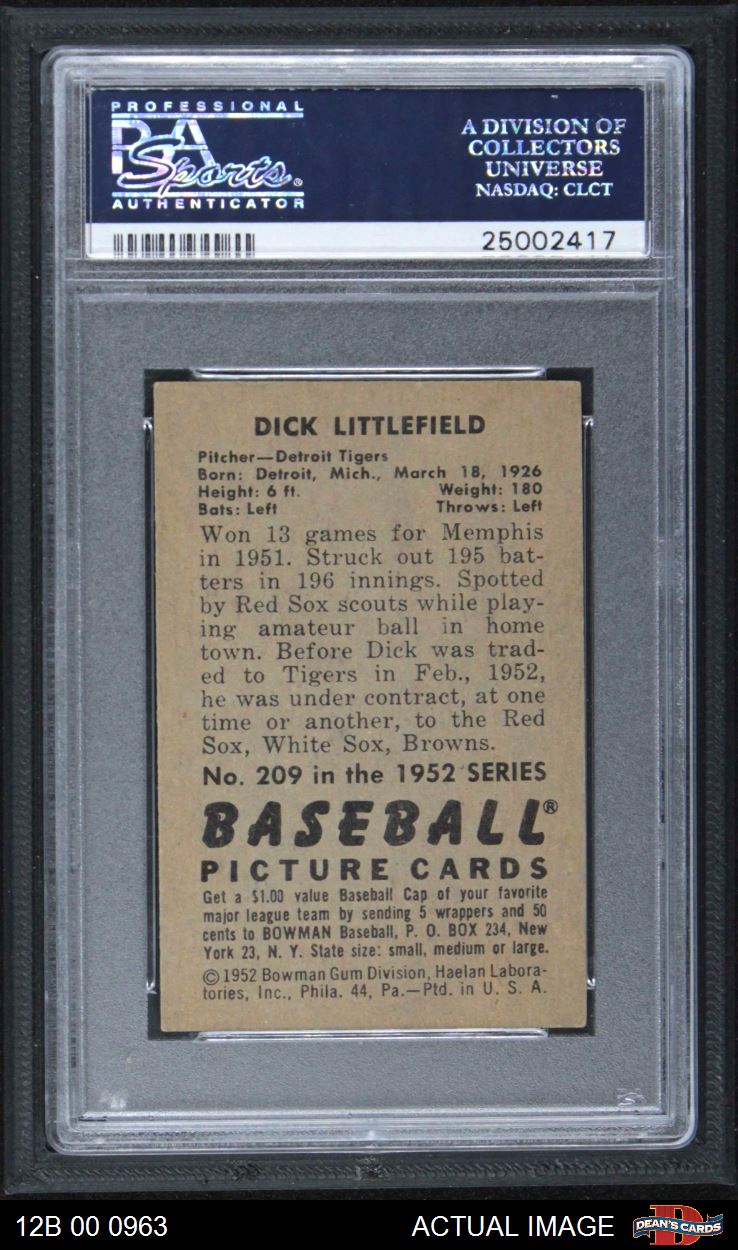 PROFESSIONAL
PSA
Sports®
AUTHENTICATOR
A DIVISION OF
COLLECTORS
UNIVERSE
NASDAQ: CLCT
25002417
DICK LITTLEFIELD
Pitcher—Detroit Tigers
Born: Detroit, Mich., March 18, 1926
Height: 6 ft. Weight: 180
Bats: Left Throws: Left
Won 13 games for Memphis
in 1951. Struck out 195 bat-
ters in 196 innings. Spotted
by Red Sox scouts while play-
ing amateur ball in home
town. Before Dick was trad-
ed to Tigers in Feb., 1952,
he was under contract, at one
time or another, to the Red
Sox, White Sox, Browns.
No. 209 in the 1952 SERIES
BASEBALL®
PICTURE CARDS
Get a $1.00 value Baseball Cap of your favorite
major league team by sending 5 wrappers and 50
cents to BOWMAN Baseball, P. O. BOX 234, New
York 23, N. Y. State size: small, medium or large.
©1952 Bowman Gum Division, Haelan Labora-
tories, Inc., Phila. 44, Pa.—Ptd. in U. S. A.
12B 00 0963
ACTUAL IMAGE
DEAN'S CARDS